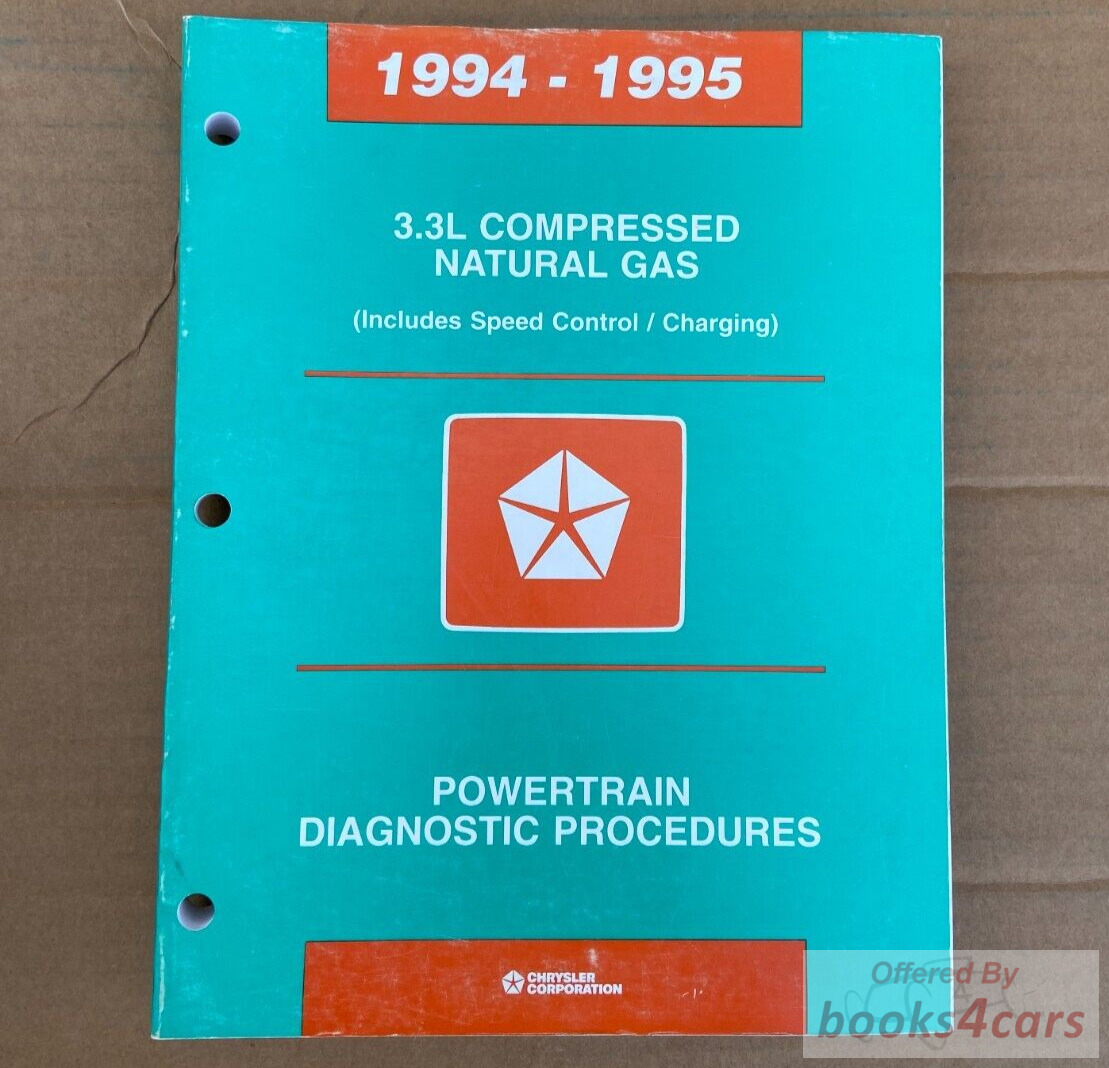 1994 - 1995
3.3L COMPRESSED
NATURAL GAS
(Includes Speed Control / Charging)
POWERTRAIN
DIAGNOSTIC PROCEDURES
CHRYSLER
CORPORATION
Offered By
books4cars